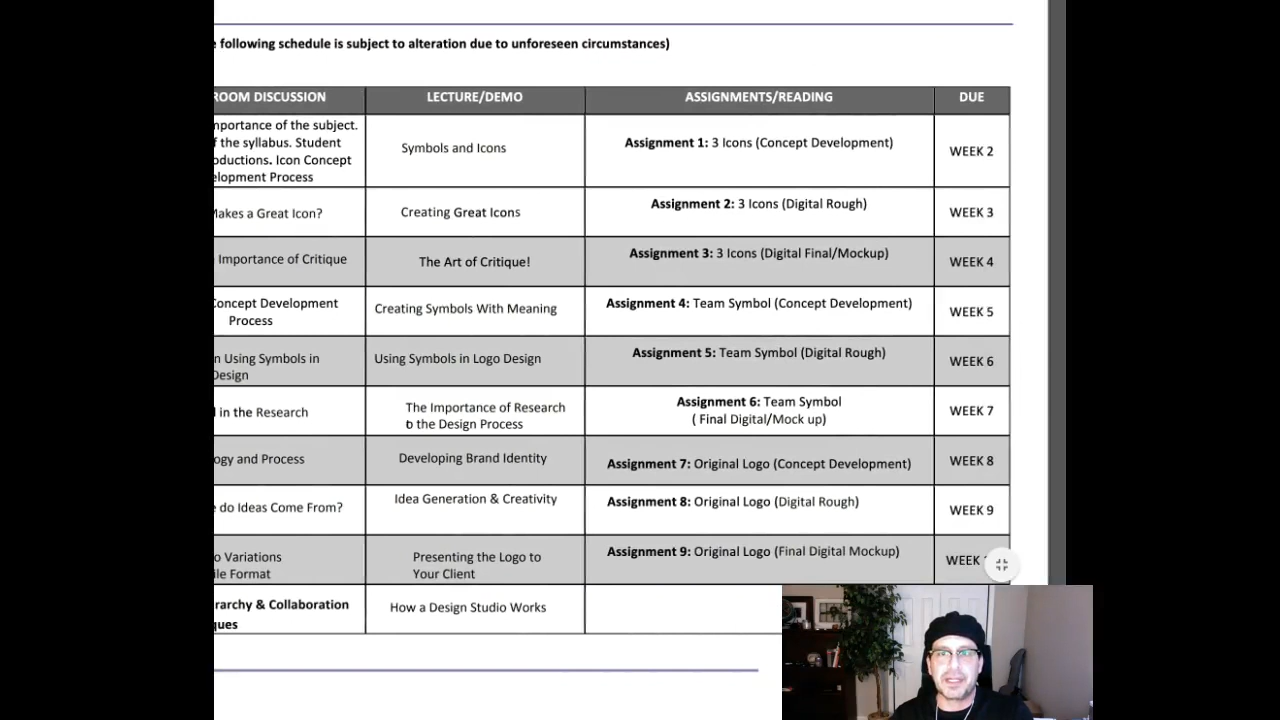 e following schedule is subject to alteration due to unforeseen circumstances)
ROOM DISCUSSION LECTURE/DEMO ASSIGNMENTS/READING DUE
mportance of the subject.
f the syllabus. Student
oductions. Icon Concept
elopment Process
Symbols and Icons
Assignment 1: 3 Icons (Concept Development)
WEEK 2
Makes a Great Icon?
Creating Great Icons
Assignment 2: 3 Icons (Digital Rough)
WEEK 3
Importance of Critique
The Art of Critique!
Assignment 3: 3 Icons (Digital Final/Mockup)
WEEK 4
Concept Development
Process
Creating Symbols With Meaning
Assignment 4: Team Symbol (Concept Development)
WEEK 5
n Using Symbols in
Design
Using Symbols in Logo Design
Assignment 5: Team Symbol (Digital Rough)
WEEK 6
l in the Research
The Importance of Research
o the Design Process
Assignment 6: Team Symbol
( Final Digital/Mock up)
WEEK 7
ogy and Process
Developing Brand Identity
Assignment 7: Original Logo (Concept Development)
WEEK 8
e do Ideas Come From?
Idea Generation & Creativity
Assignment 8: Original Logo (Digital Rough)
WEEK 9
o Variations
ile Format
Presenting the Logo to
Your Client
Assignment 9: Original Logo (Final Digital Mockup)
WEEK
rarchy & Collaboration
ques
How a Design Studio Works